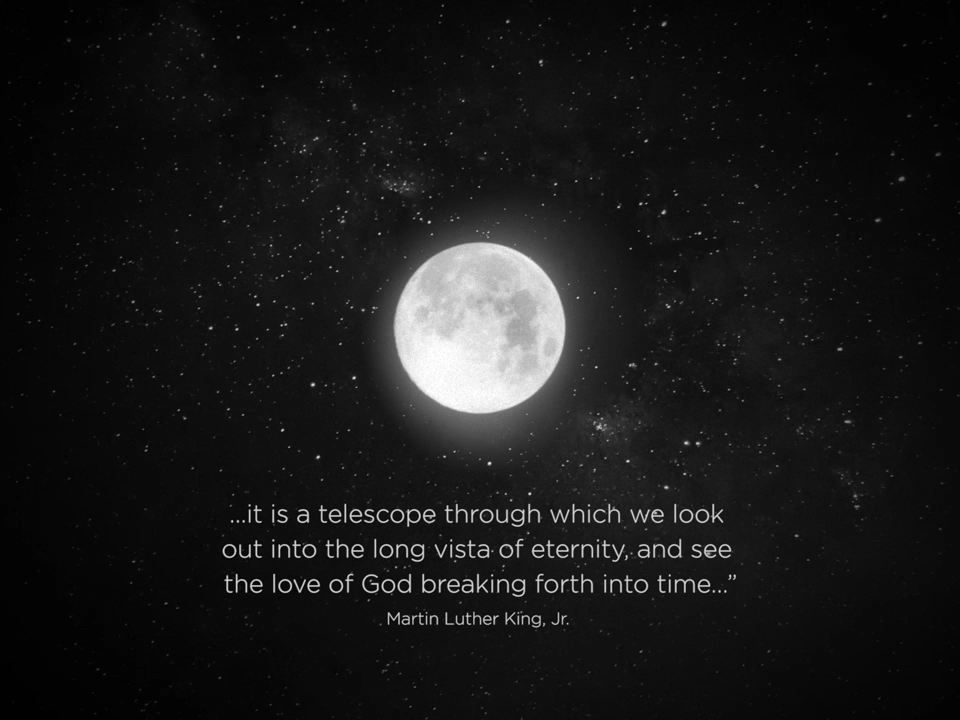 ...it is a telescope through which we look
out into the long vista of eternity, and see
the love of God breaking forth into time...”
Martin Luther King, Jr.